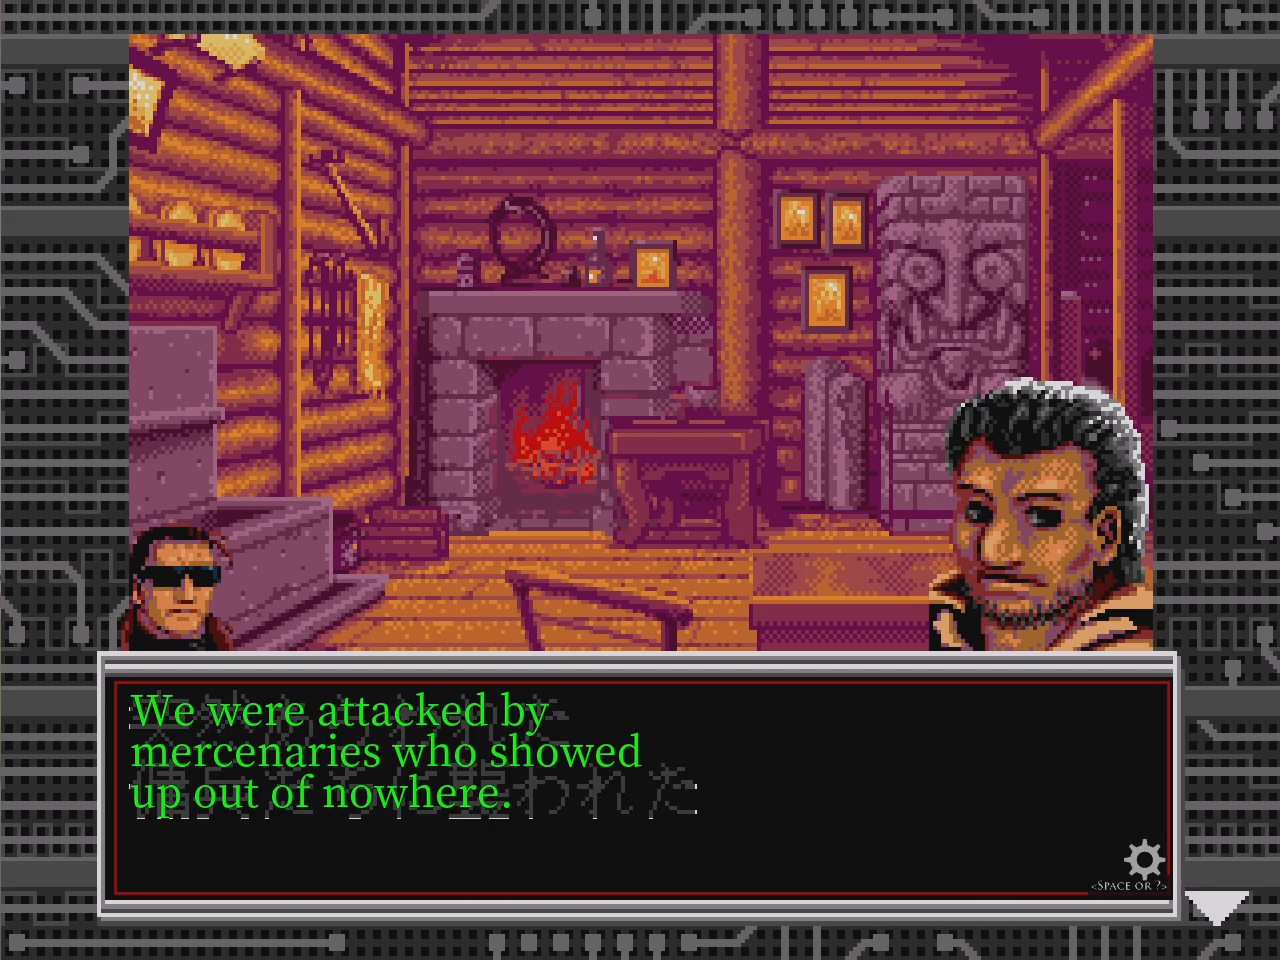 We were attacked by
mercenaries who showed
up out of nowhere.
<Space or ?>